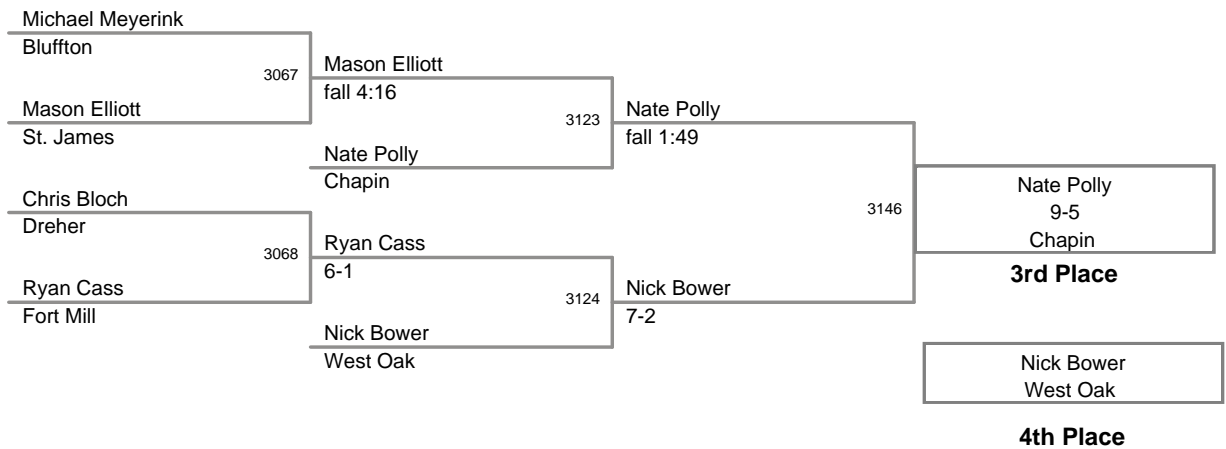 Michael Meyerink
Bluffton
3067
Mason Elliott
fall 4:16
Mason Elliott
St. James
3123
Nate Polly
fall 1:49
Nate Polly
Chapin
Chris Bloch
Dreher
3146
Nate Polly
9-5
Chapin
3rd Place
3068
Ryan Cass
6-1
Ryan Cass
Fort Mill
3124
Nick Bower
7-2
Nick Bower
West Oak
Nick Bower
West Oak
4th Place